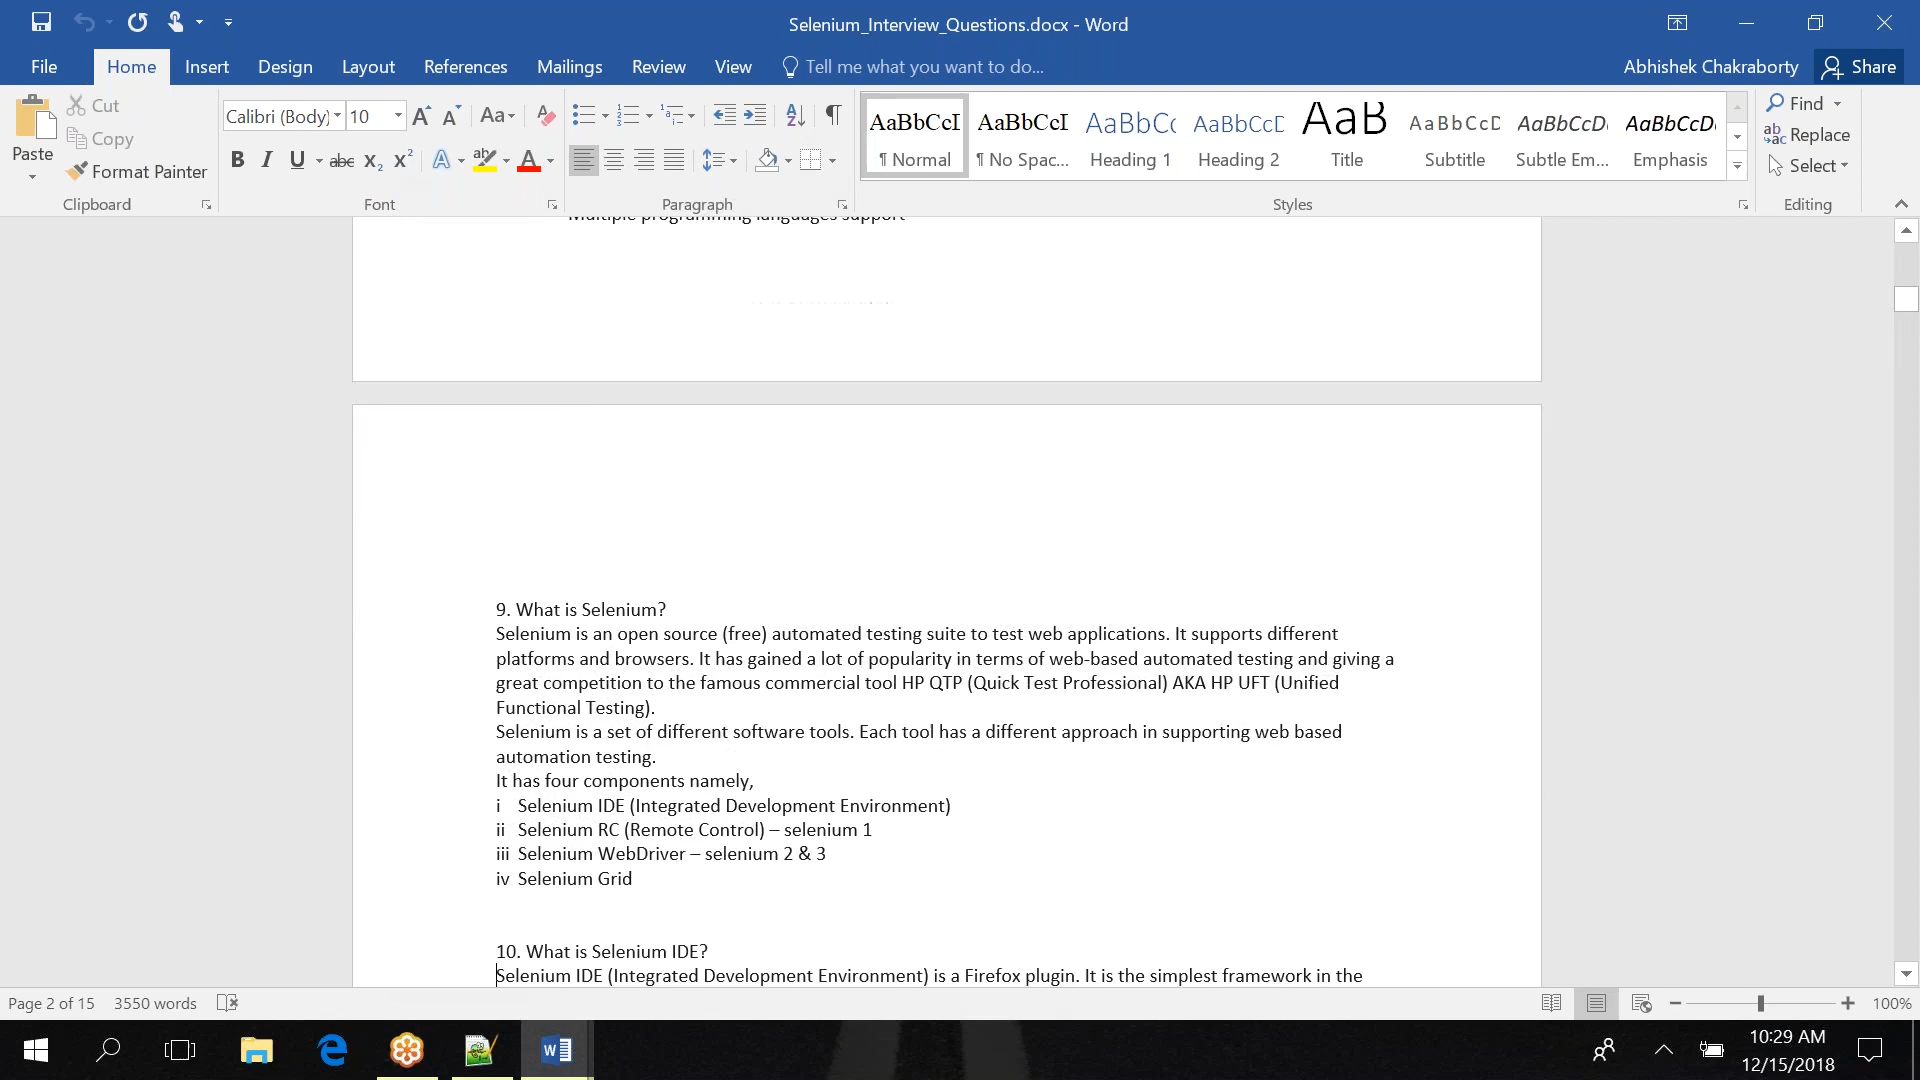 Selenium_Interview_Questions.docx - Word
File Home Insert Design Layout References Mailings Review View Tell me what you want to do... Abhishek Chakraborty Share
Paste Cut Copy Format Painter
Clipboard
Calibri (Body) 10 Aa
B I U abc X₂ X² A ab A
Font
Paragraph
AaBbCcI AaBbCcI AaBbC AaBbCcD AaB AaBbCcD AaBbCcD AaBbCcD
¶ Normal ¶ No Spac... Heading 1 Heading 2 Title Subtitle Subtle Em... Emphasis
Styles
Find
Replace
Select
Editing
Multiple programming languages support
9. What is Selenium?
Selenium is an open source (free) automated testing suite to test web applications. It supports different
platforms and browsers. It has gained a lot of popularity in terms of web-based automated testing and giving a
great competition to the famous commercial tool HP QTP (Quick Test Professional) AKA HP UFT (Unified
Functional Testing).
Selenium is a set of different software tools. Each tool has a different approach in supporting web based
automation testing.
It has four components namely,
i Selenium IDE (Integrated Development Environment)
ii Selenium RC (Remote Control) – selenium 1
iii Selenium WebDriver – selenium 2 & 3
iv Selenium Grid
10. What is Selenium IDE?
Selenium IDE (Integrated Development Environment) is a Firefox plugin. It is the simplest framework in the
Page 2 of 15 3550 words 100%
10:29 AM
12/15/2018